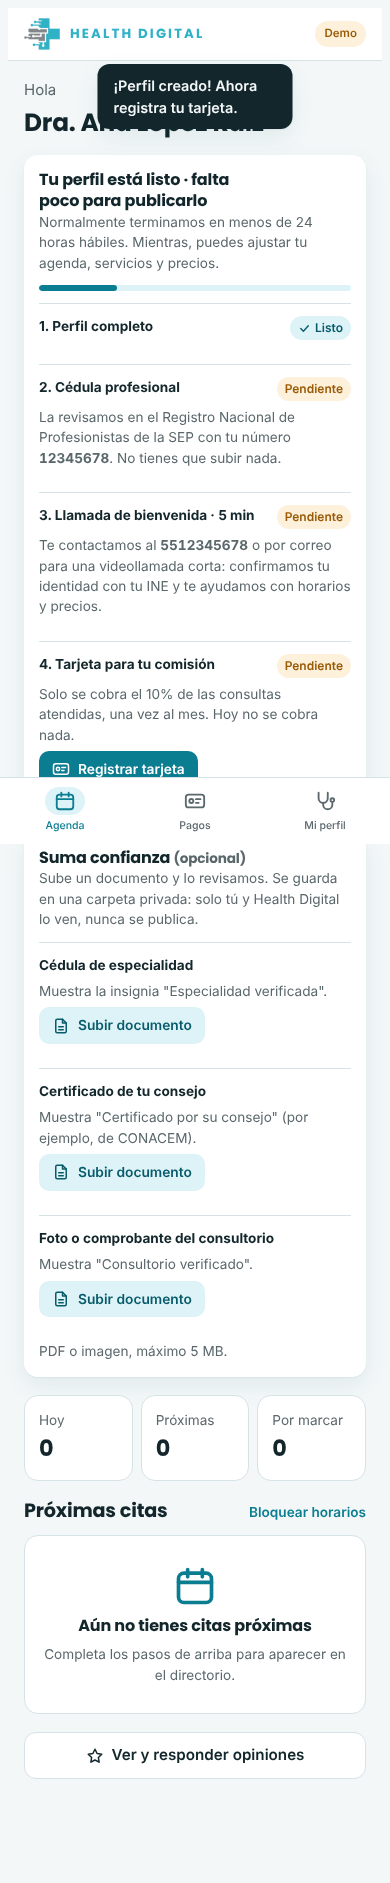 HEALTH DIGITAL
Demo
¡Perfil creado! Ahora
registra tu tarjeta.
Hola
Dra.
Tu perfil está listo · falta
poco para publicarlo
Normalmente terminamos en menos de 24
horas hábiles. Mientras, puedes ajustar tu
agenda, servicios y precios.
1. Perfil completo
Listo
2. Cédula profesional
Pendiente
La revisamos en el Registro Nacional de
Profesionistas de la SEP con tu número
12345678. No tienes que subir nada.
3. Llamada de bienvenida · 5 min
Pendiente
Te contactamos al 5512345678 o por correo
para una videollamada corta: confirmamos tu
identidad con tu INE y te ayudamos con horarios
y precios.
4. Tarjeta para tu comisión
Pendiente
Solo se cobra el 10% de las consultas
atendidas, una vez al mes. Hoy no se cobra
nada.
Registrar tarjeta
Agenda
Pagos
Mi perfil
Suma confianza (opcional)
Sube un documento y lo revisamos. Se guarda
en una carpeta privada: solo tú y Health Digital
lo ven, nunca se publica.
Cédula de especialidad
Muestra la insignia "Especialidad verificada".
Subir documento
Certificado de tu consejo
Muestra "Certificado por su consejo" (por
ejemplo, de CONACEM).
Subir documento
Foto o comprobante del consultorio
Muestra "Consultorio verificado".
Subir documento
PDF o imagen, máximo 5 MB.
Hoy
0
Próximas
0
Por marcar
0
Próximas citas
Bloquear horarios
Aún no tienes citas próximas
Completa los pasos de arriba para aparecer en
el directorio.
Ver y responder opiniones